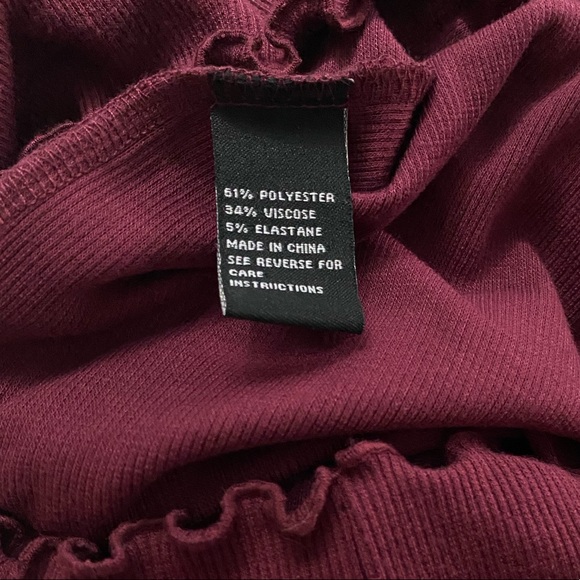 61% POLYESTER
34% VISCOSE
5% ELASTANE
MADE IN CHINA
SEE REVERSE FOR
CARE
INSTRUCTIONS